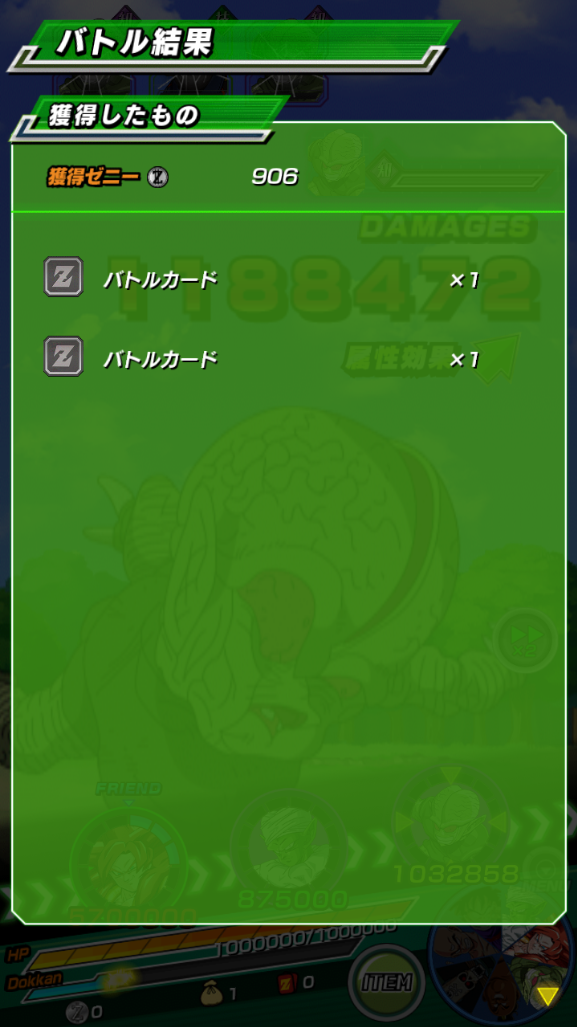 バトル結果
獲得したもの
獲得ゼニー 906
DAMAGES
1188472
バトルカード ×1
バトルカード ×1
属性効果
FRIEND
1032858
875000
HP 1000000/1000000
Dokkan
0 1 0
ITEM